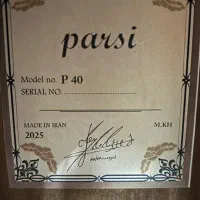 parsi
Model no. P 40
SERIAL NO.
MADE IN IRAN
2025
M.KH